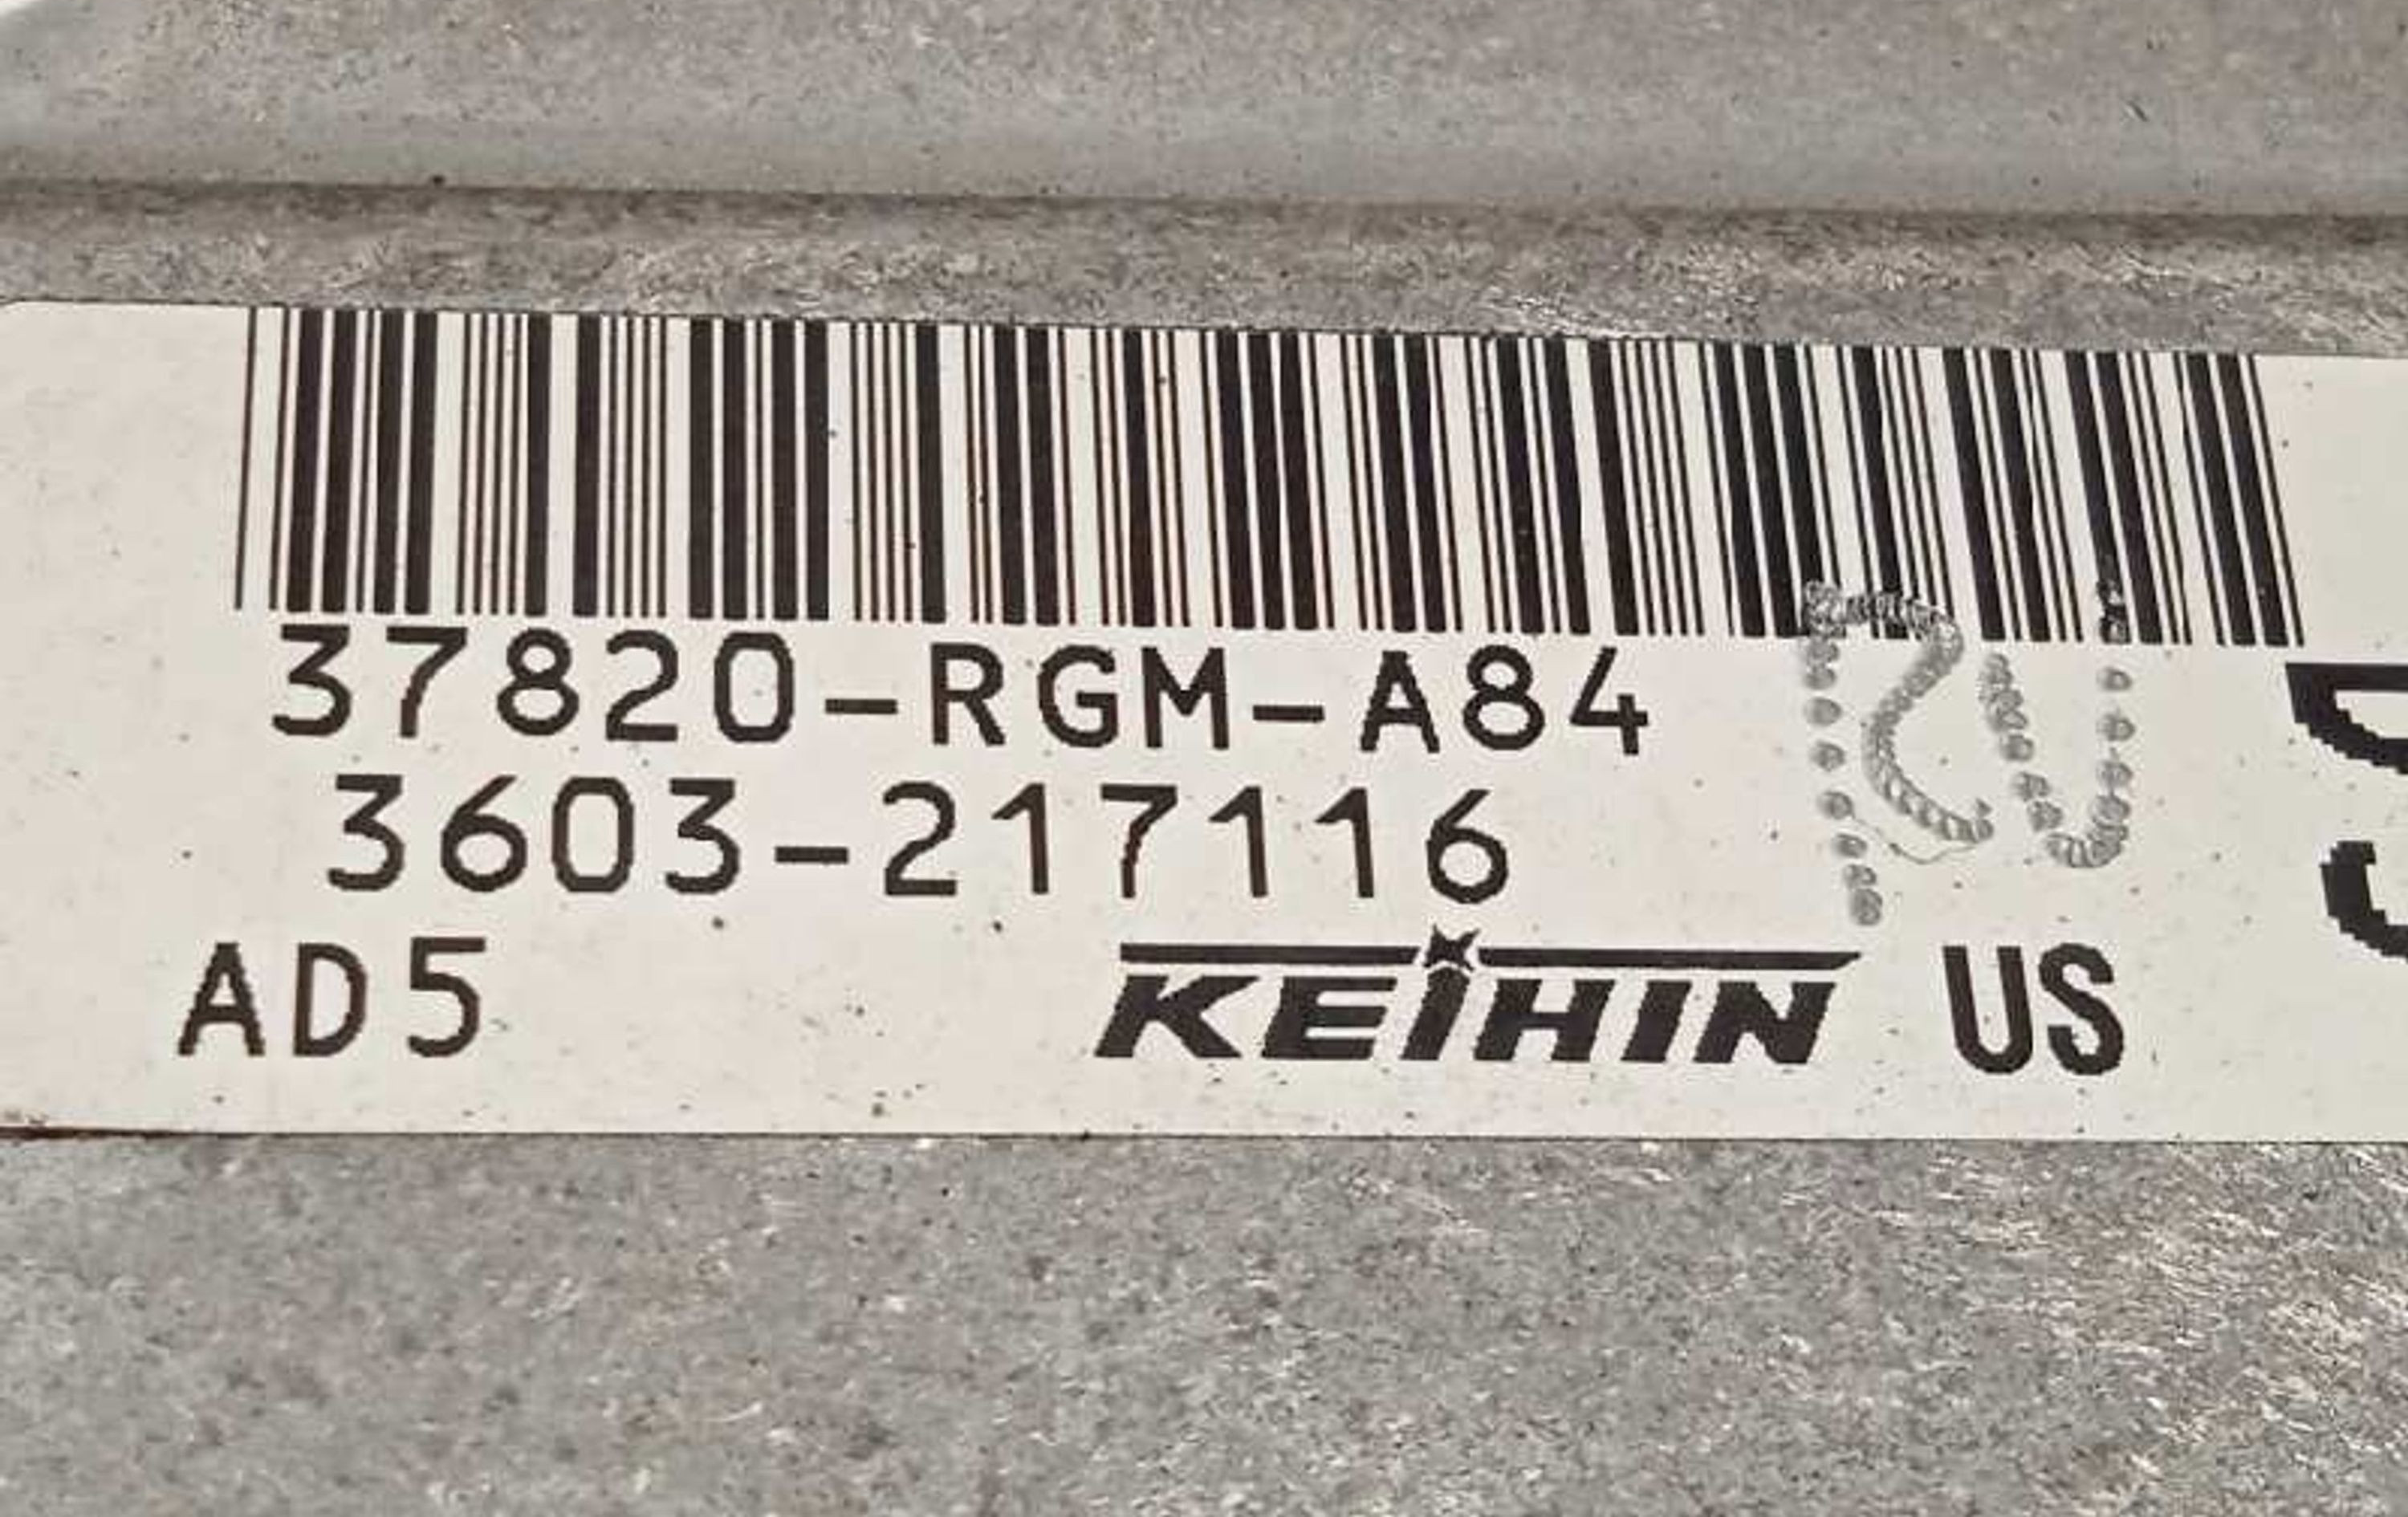 37820-RGM-A84
3603-217116
AD5 KEIHIN US